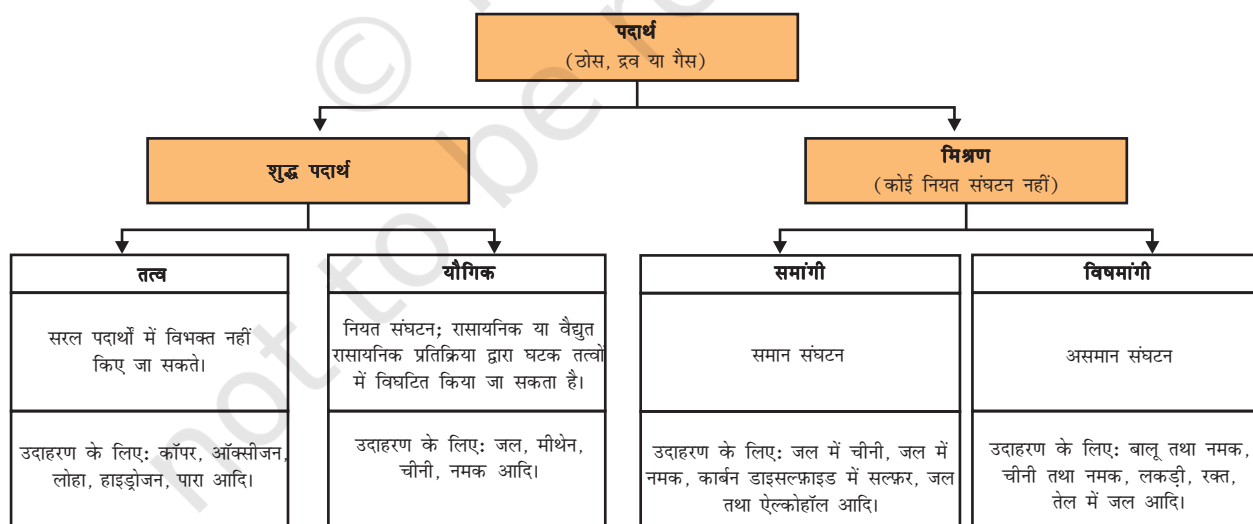 पदार्थ
(ठोस, द्रव या गैस)
शुद्ध पदार्थ
मिश्रण
(कोई नियत संघटन नहीं)
तत्व
सरल पदार्थों में विभक्त नहीं
किए जा सकते।
उदाहरण के लिए: कॉपर, ऑक्सीजन,
लोहा, हाइड्रोजन, पारा आदि।
यौगिक
नियत संघटन; रासायनिक या वैद्युत
रासायनिक प्रतिक्रिया द्वारा घटक तत्वों
में विघटित किया जा सकता है।
उदाहरण के लिए: जल, मीथेन,
चीनी, नमक आदि।
समांगी
समान संघटन
उदाहरण के लिए: जल में चीनी, जल में
नमक, कार्बन डाइसल्फ़ाइड में सल्फ़र, जल
तथा ऐल्कोहॉल आदि।
विषमांगी
असमान संघटन
उदाहरण के लिए: बालू तथा नमक,
चीनी तथा नमक, लकड़ी, रक्त,
तेल में जल आदि।
©
not to be